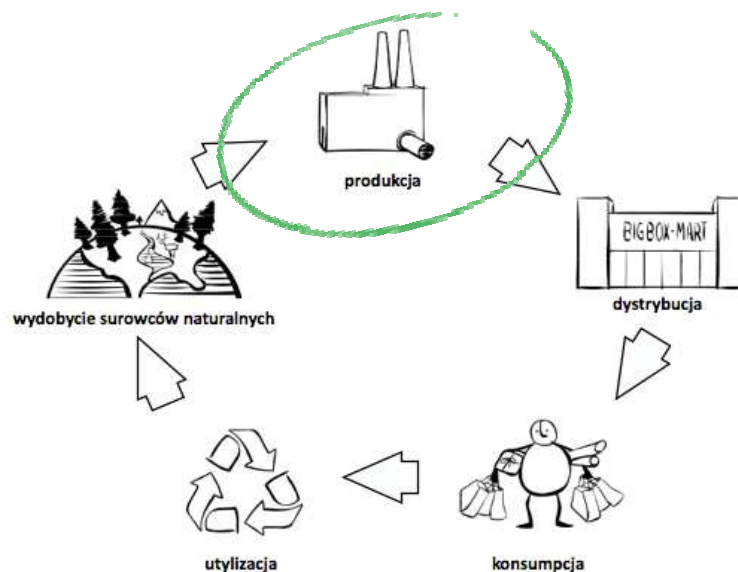 produkcja
BIGBOX-MART
dystrybucja
wydobycie surowców naturalnych
utylizacja
konsumpcja